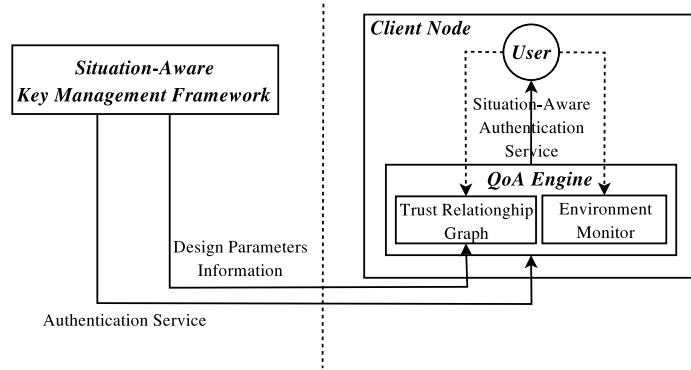 Client Node
User
Situation-Aware
Key Management Framework
Situation-Aware
Authentication
Service
QoA Engine
Trust Relationghip
Graph
Environment
Monitor
Design Parameters
Information
Authentication Service